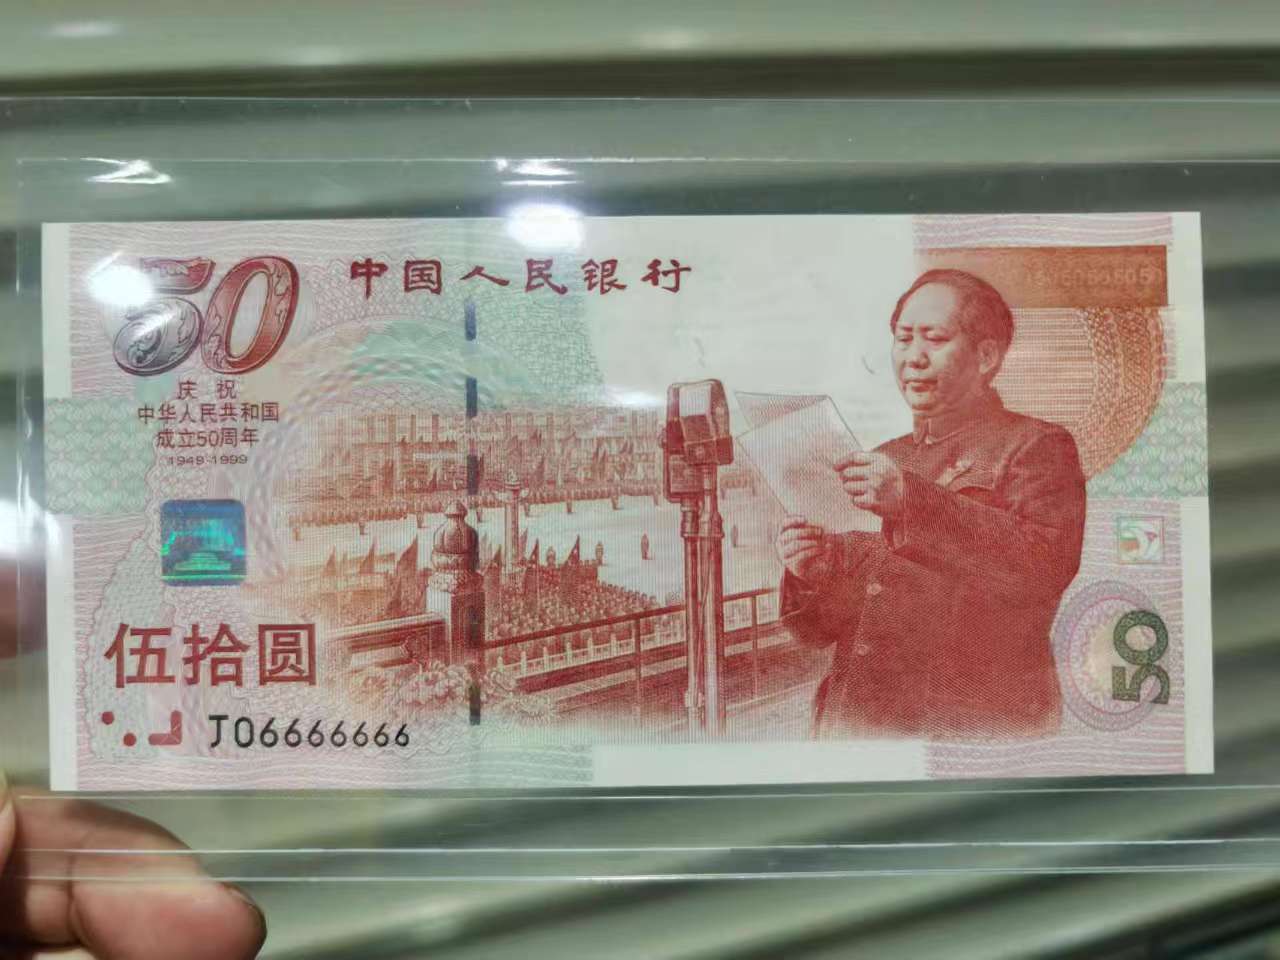 50
中国人民银行
庆祝
中华人民共和国
成立50周年
1949-1999
伍拾圆
J06666666
50